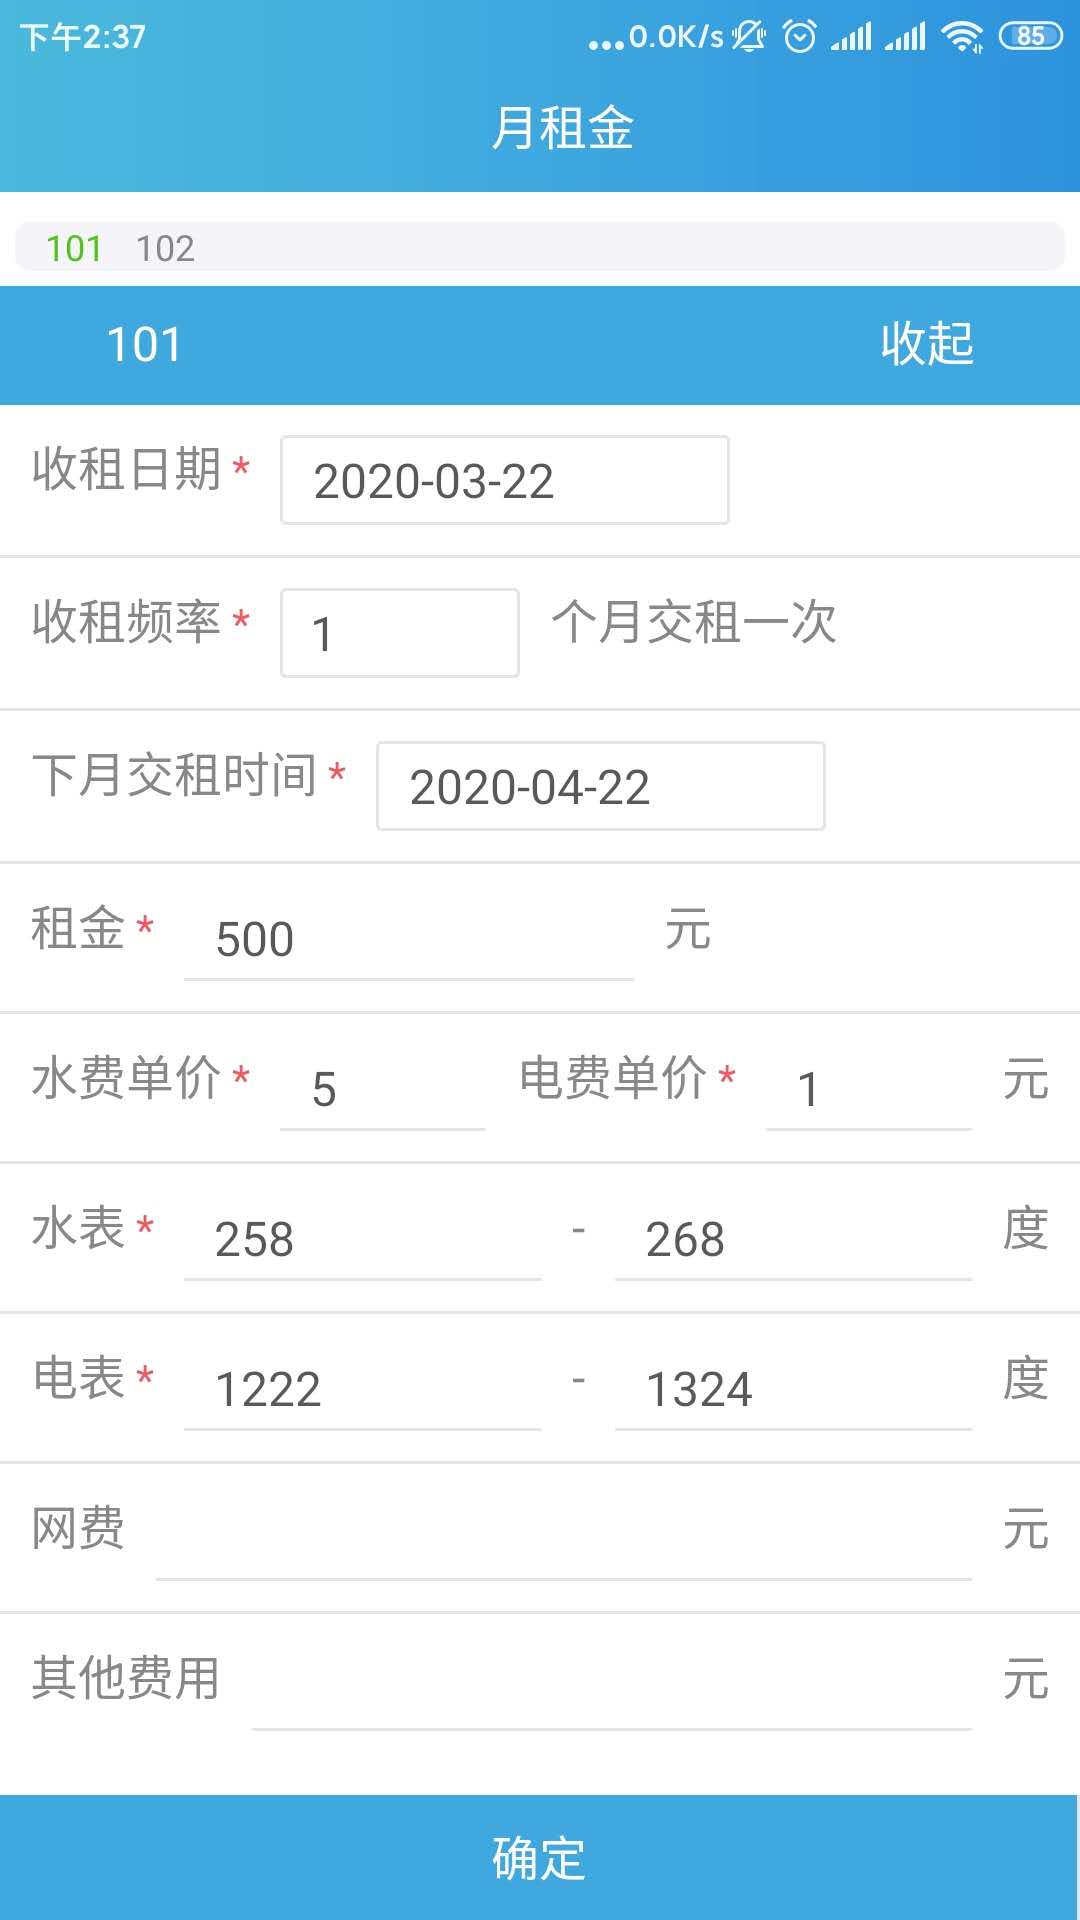 下午2:37 ...0.0K/s 85
月租金
101 102
101 收起
收租日期* 2020-03-22
收租频率* 1 个月交租一次
下月交租时间* 2020-04-22
租金* 500 元
水费单价* 5 电费单价* 1 元
水表* 258 - 268 度
电表* 1222 - 1324 度
网费 元
其他费用 元
确定